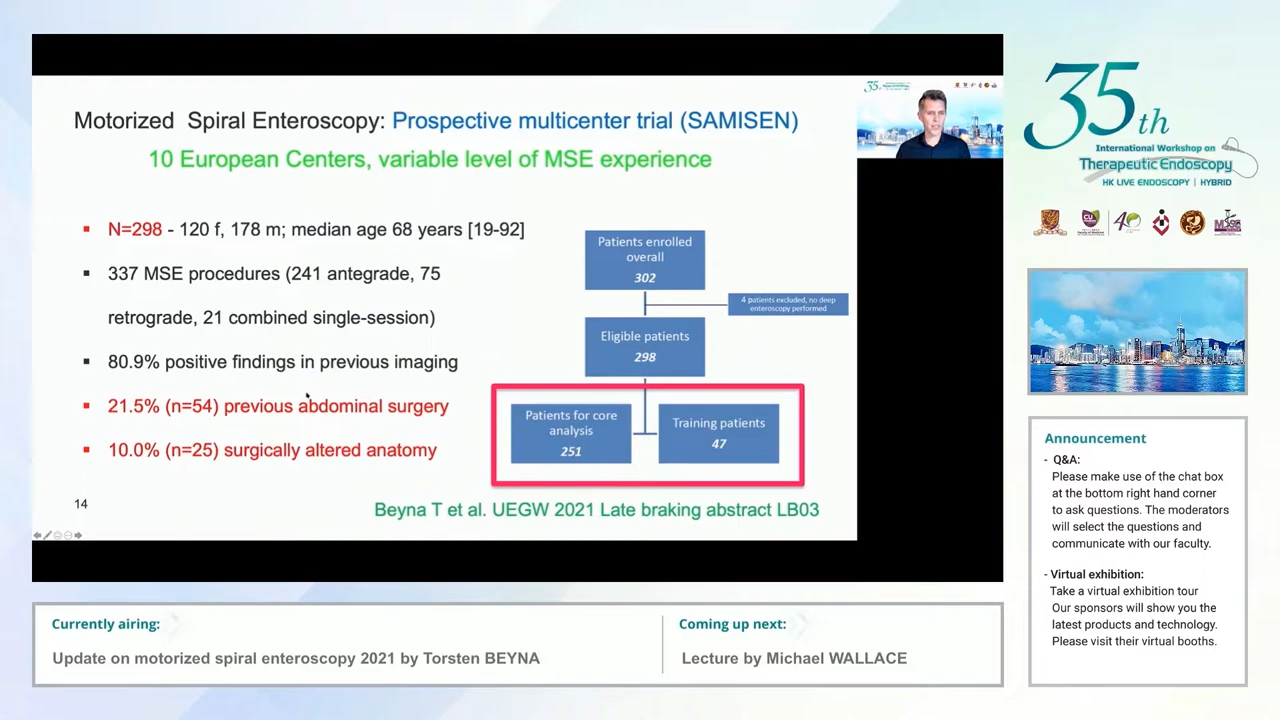 Motorized Spiral Enteroscopy: Prospective multicenter trial (SAMISEN)
10 European Centers, variable level of MSE experience
N=298 - 120 f, 178 m; median age 68 years [19-92]
337 MSE procedures (241 antegrade, 75
retrograde, 21 combined single-session)
80.9% positive findings in previous imaging
21.5% (n=54) previous abdominal surgery
10.0% (n=25) surgically altered anatomy
Patients enrolled
overall
302
4 patients excluded, no deep
enteroscopy performed
Eligible patients
298
Patients for core
analysis
251
Training patients
47
14
Beyna T et al. UEGW 2021 Late braking abstract LB03
35th
International Workshop on
Therapeutic Endoscopy
HK LIVE ENDOSCOPY | HYBRID
Announcement
- Q&A:
Please make use of the chat box
at the bottom right hand corner
to ask questions. The moderators
will select the questions and
communicate with our faculty.
- Virtual exhibition:
Take a virtual exhibition tour
Our sponsors will show you the
latest products and technology.
Please visit their virtual booths.
Currently airing:
Update on motorized spiral enteroscopy 2021 by Torsten BEYNA
Coming up next:
Lecture by Michael WALLACE